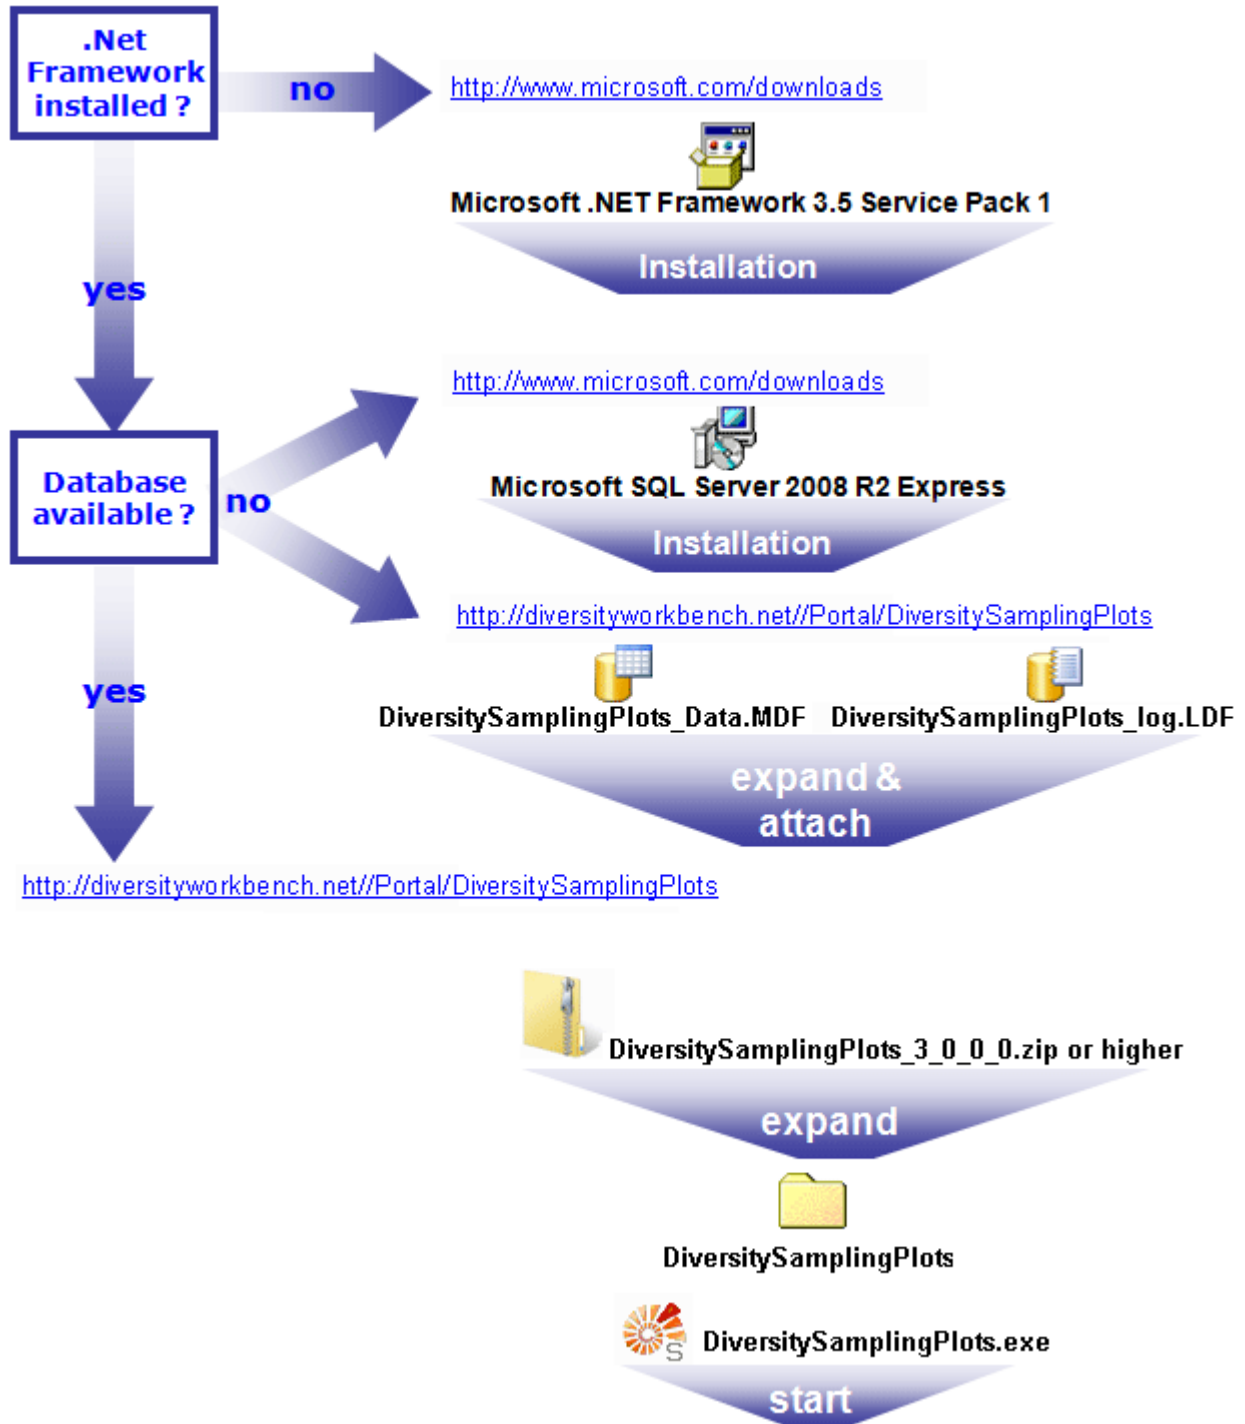 .Net
Framework
installed ?
no
http://www.microsoft.com/downloads
Microsoft .NET Framework 3.5 Service Pack 1
Installation
yes
http://www.microsoft.com/downloads
Microsoft SQL Server 2008 R2 Express
Installation
Database
available ?
no
http://diversityworkbench.net//Portal/DiversitySamplingPlots
DiversitySamplingPlots_Data.MDF DiversitySamplingPlots_log.LDF
expand &
attach
yes
http://diversityworkbench.net//Portal/DiversitySamplingPlots
DiversitySamplingPlots_3_0_0_0.zip or higher
expand
DiversitySamplingPlots
S
DiversitySamplingPlots.exe
start